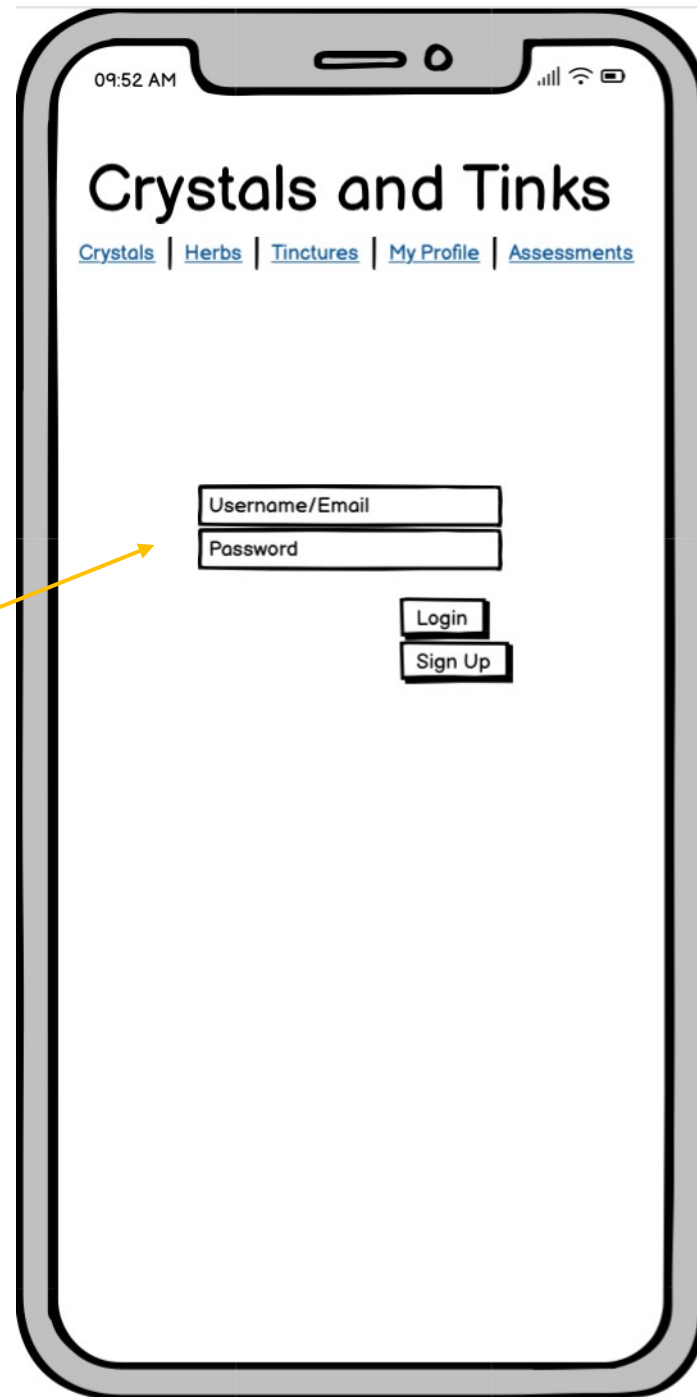 09:52 AM
Crystals and Tinks
Crystals | Herbs | Tinctures | My Profile | Assessments
Username/Email
Password
Login
Sign Up